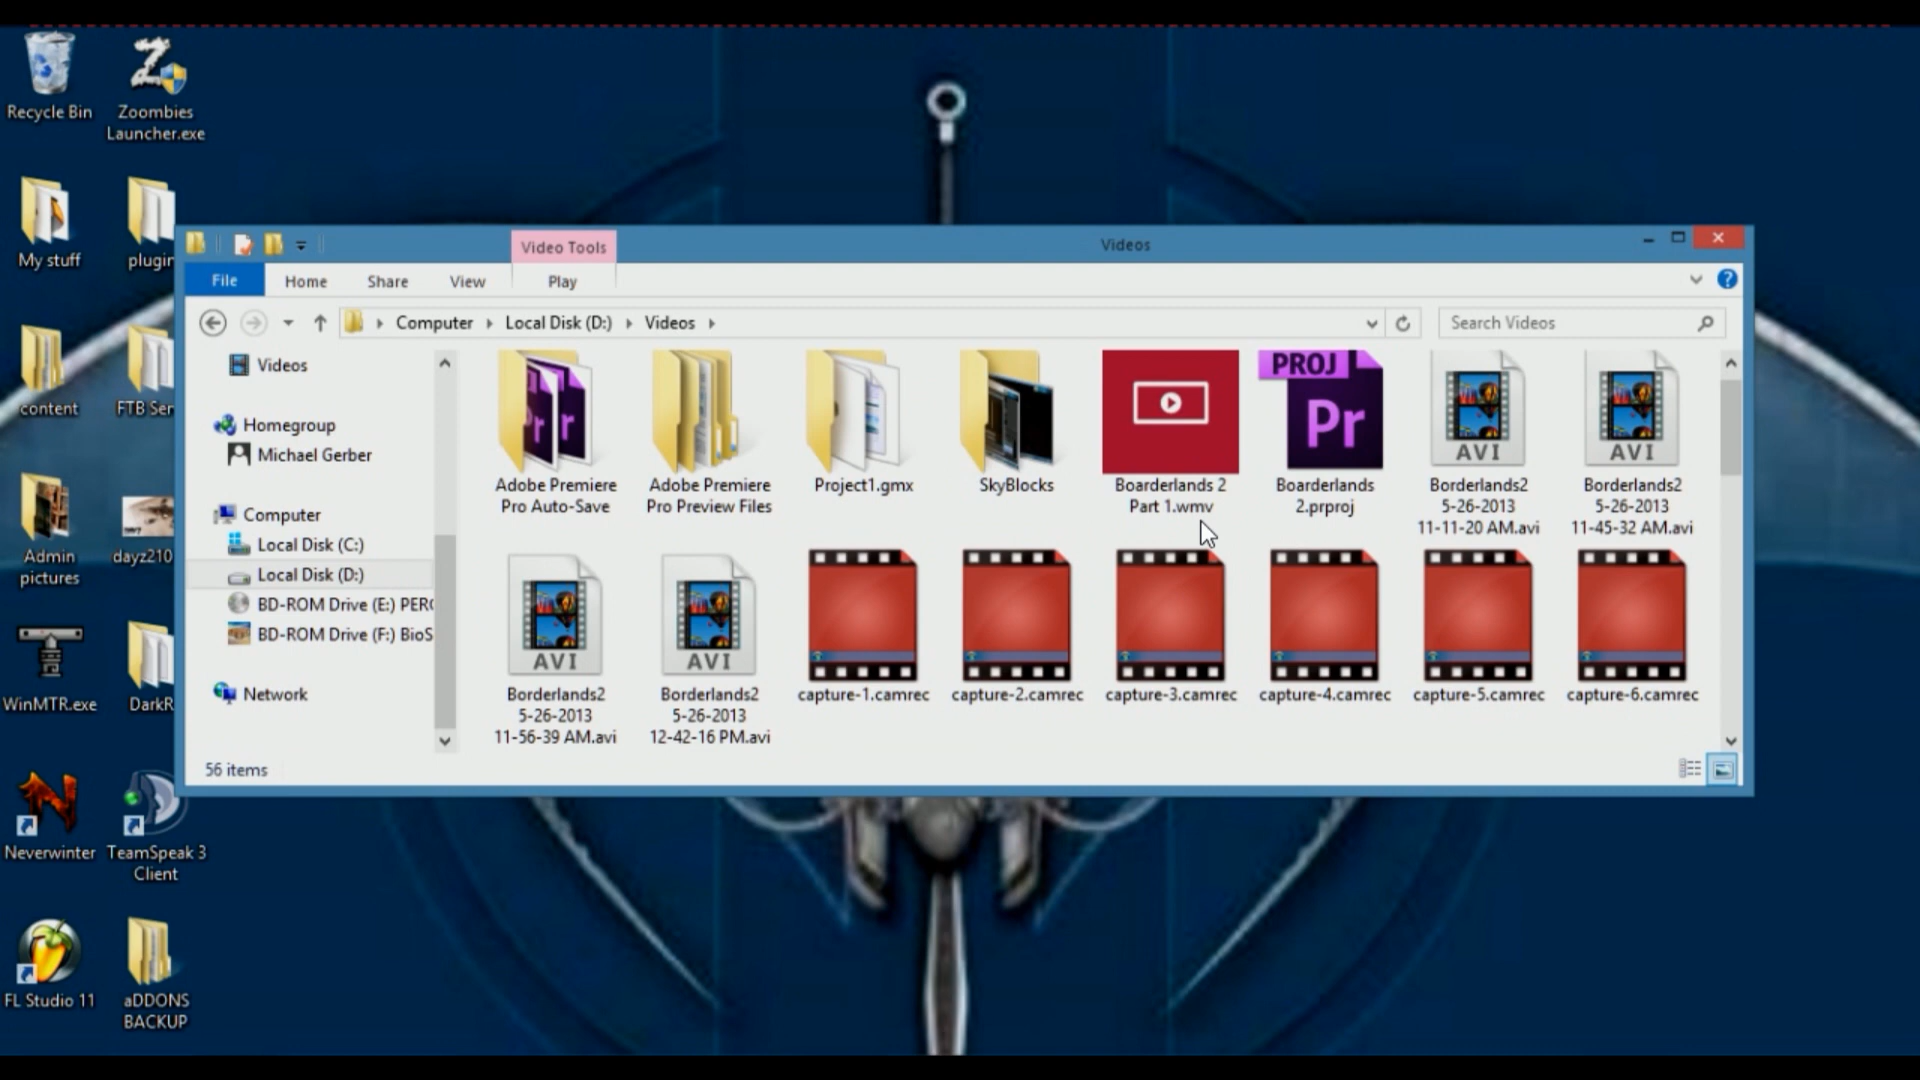 Recycle Bin
Zoombies
Launcher.exe
My stuff
plugin
content
FTB Ser
Admin
pictures
dayz210
WinMTR.exe
DarkR
Neverwinter
TeamSpeak 3
Client
FL Studio 11
aDDONS
BACKUP
Video Tools
Videos
File
Home
Share
View
Play
Computer
Local Disk (D:)
Videos
Search Videos
Videos
Homegroup
Michael Gerber
Computer
Local Disk (C:)
Local Disk (D:)
BD-ROM Drive (E:) PER
BD-ROM Drive (F:) BioS
Network
Adobe Premiere
Pro Auto-Save
Adobe Premiere
Pro Preview Files
Project1.gmx
SkyBlocks
Boarderlands 2
Part 1.wmv
PROJ
Pr
Boarderlands
2.prproj
AVI
Borderlands2
5-26-2013
11-11-20 AM.avi
AVI
Borderlands2
5-26-2013
11-45-32 AM.avi
AVI
Borderlands2
5-26-2013
11-56-39 AM.avi
AVI
Borderlands2
5-26-2013
12-42-16 PM.avi
capture-1.camrec
capture-2.camrec
capture-3.camrec
capture-4.camrec
capture-5.camrec
capture-6.camrec
56 items